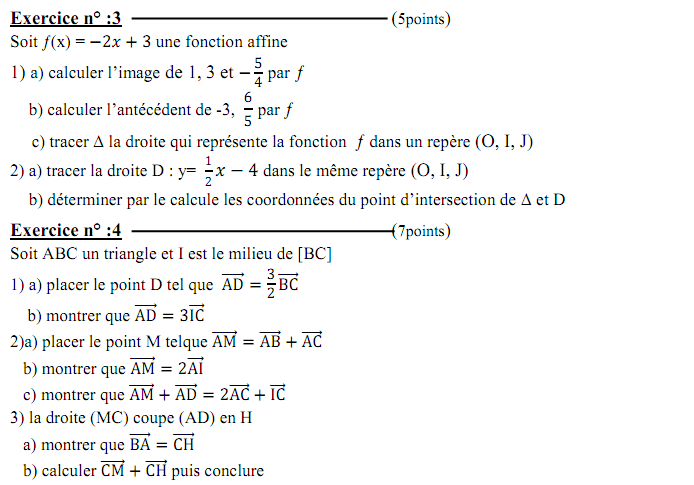 Exercice n° :3 (5points)
Soit f(x) = −2x + 3 une fonction affine
1) a) calculer l’image de 1, 3 et −5/4 par f
b) calculer l’antécédent de -3, 6/5 par f
c) tracer Δ la droite qui représente la fonction f dans un repère (O, I, J)
2) a) tracer la droite D : y= 1/2 x − 4 dans le même repère (O, I, J)
b) déterminer par le calcule les coordonnées du point d’intersection de Δ et D
Exercice n° :4 (7points)
Soit ABC un triangle et I est le milieu de [BC]
1) a) placer le point D tel que AD⃗ = 3/2 BC⃗
b) montrer que AD⃗ = 3IC⃗
2)a) placer le point M telque AM⃗ = AB⃗ + AC⃗
b) montrer que AM⃗ = 2AI⃗
c) montrer que AM⃗ + AD⃗ = 2AC⃗ + IC⃗
3) la droite (MC) coupe (AD) en H
a) montrer que BA⃗ = CH⃗
b) calculer CM⃗ + CH⃗ puis conclure